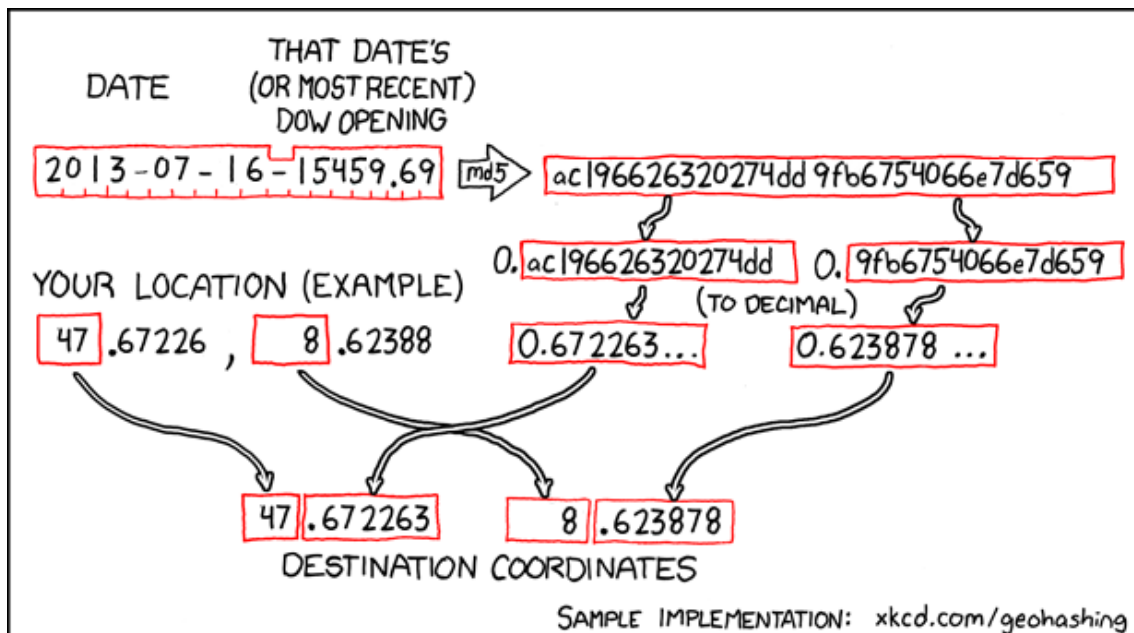 DATE
THAT DATE'S
(OR MOST RECENT)
DOW OPENING
2013-07-16-15459.69
md5
ac196626320274dd9fb6754066e7d659
0.ac196626320274dd
0.9fb6754066e7d659
(TO DECIMAL)
YOUR LOCATION (EXAMPLE)
47.67226, 8.62388
0.672263...
0.623878...
47.672263
8.623878
DESTINATION COORDINATES
SAMPLE IMPLEMENTATION: xkcd.com/geohashing